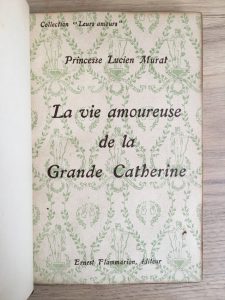 Collection "Leurs amours"
Princesse Lucien Murat
La vie amoureuse
de la
Grande Catherine
Ernest Flammarion, éditeur